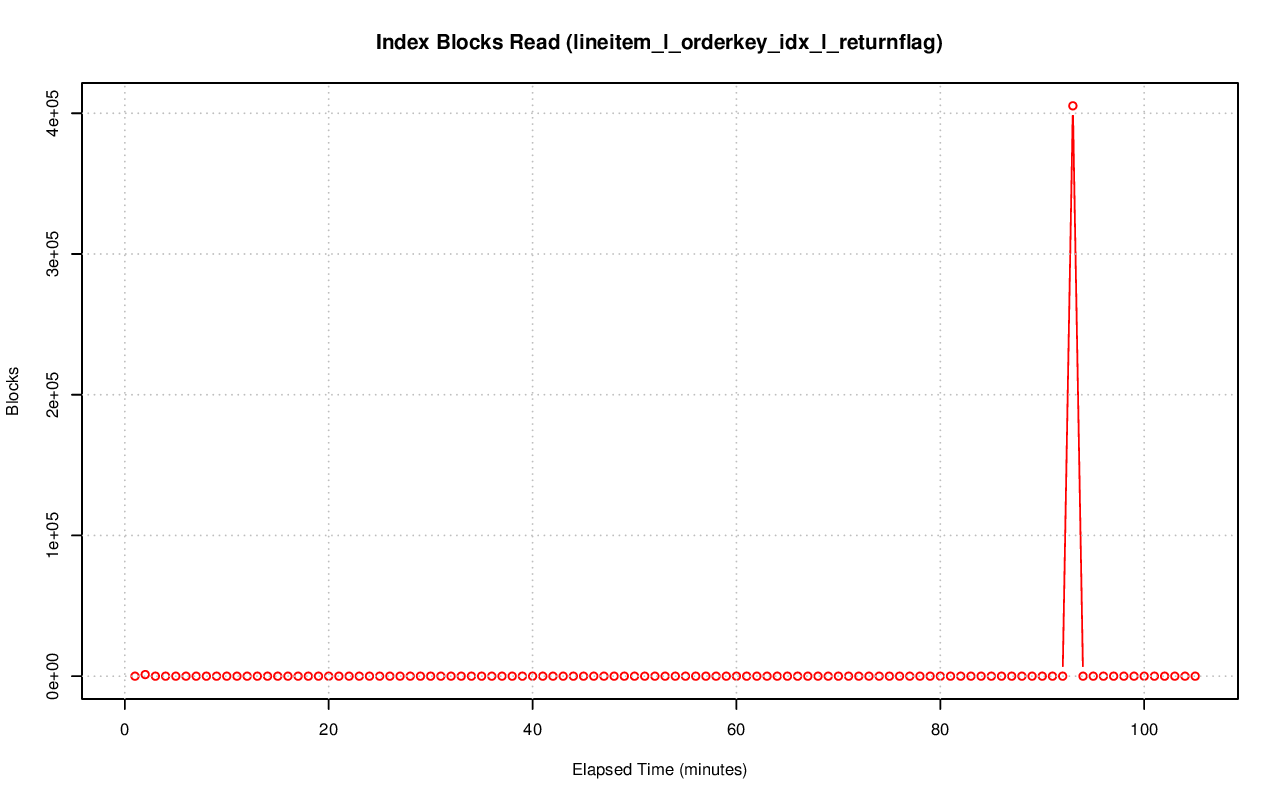 Index Blocks Read (lineitem_l_orderkey_idx_l_returnflag)
4e+05
3e+05
2e+05
1e+05
0e+00
Blocks
0 20 40 60 80 100
Elapsed Time (minutes)